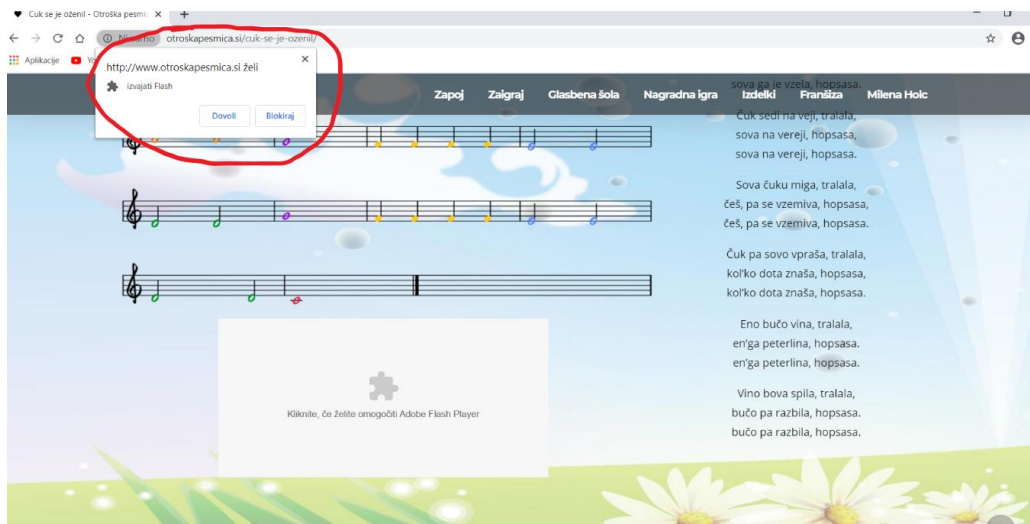 Cuk se je oženil - Otroška pesmic
otroskapesmica.si/cuk-se-je-ozenil/
Aplikacije
http://www.otroskapesmica.si želi
izvajati Flash
Dovoli Blokiraj
Zapoj Zaigraj Glasbena šola Nagradna igra Izdelki Franšiza Milena Holc
sova ga je vzela, hopsasa.
Čuk sedi na veji, tralala,
sova na vereji, hopsasa,
sova na vereji, hopsasa.
Sova čuku miga, tralala,
češ, pa se vzemiva, hopsasa,
češ, pa se vzemiva, hopsasa.
Čuk pa sovo vpraša, tralala,
kol'ko dota znaša, hopsasa,
kol'ko dota znaša, hopsasa.
Eno bučo vina, tralala,
en'ga peterlina, hopsasa.
en'ga peterlina, hopsasa.
Vino bova spila, tralala,
bučo pa razbila, hopsasa.
bučo pa razbila, hopsasa.
Kliknite, če želite omogočiti Adobe Flash Player